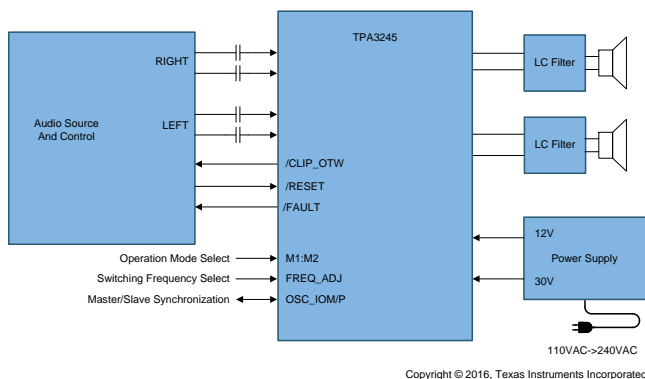 TPA3245
RIGHT
LEFT
Audio Source
And Control
/CLIP_OTW
/RESET
/FAULT
Operation Mode Select
M1:M2
Switching Frequency Select
FREQ_ADJ
Master/Slave Synchronization
OSC_IOM/P
LC Filter
LC Filter
12V
Power Supply
30V
110VAC->240VAC
Copyright © 2016, Texas Instruments Incorporated